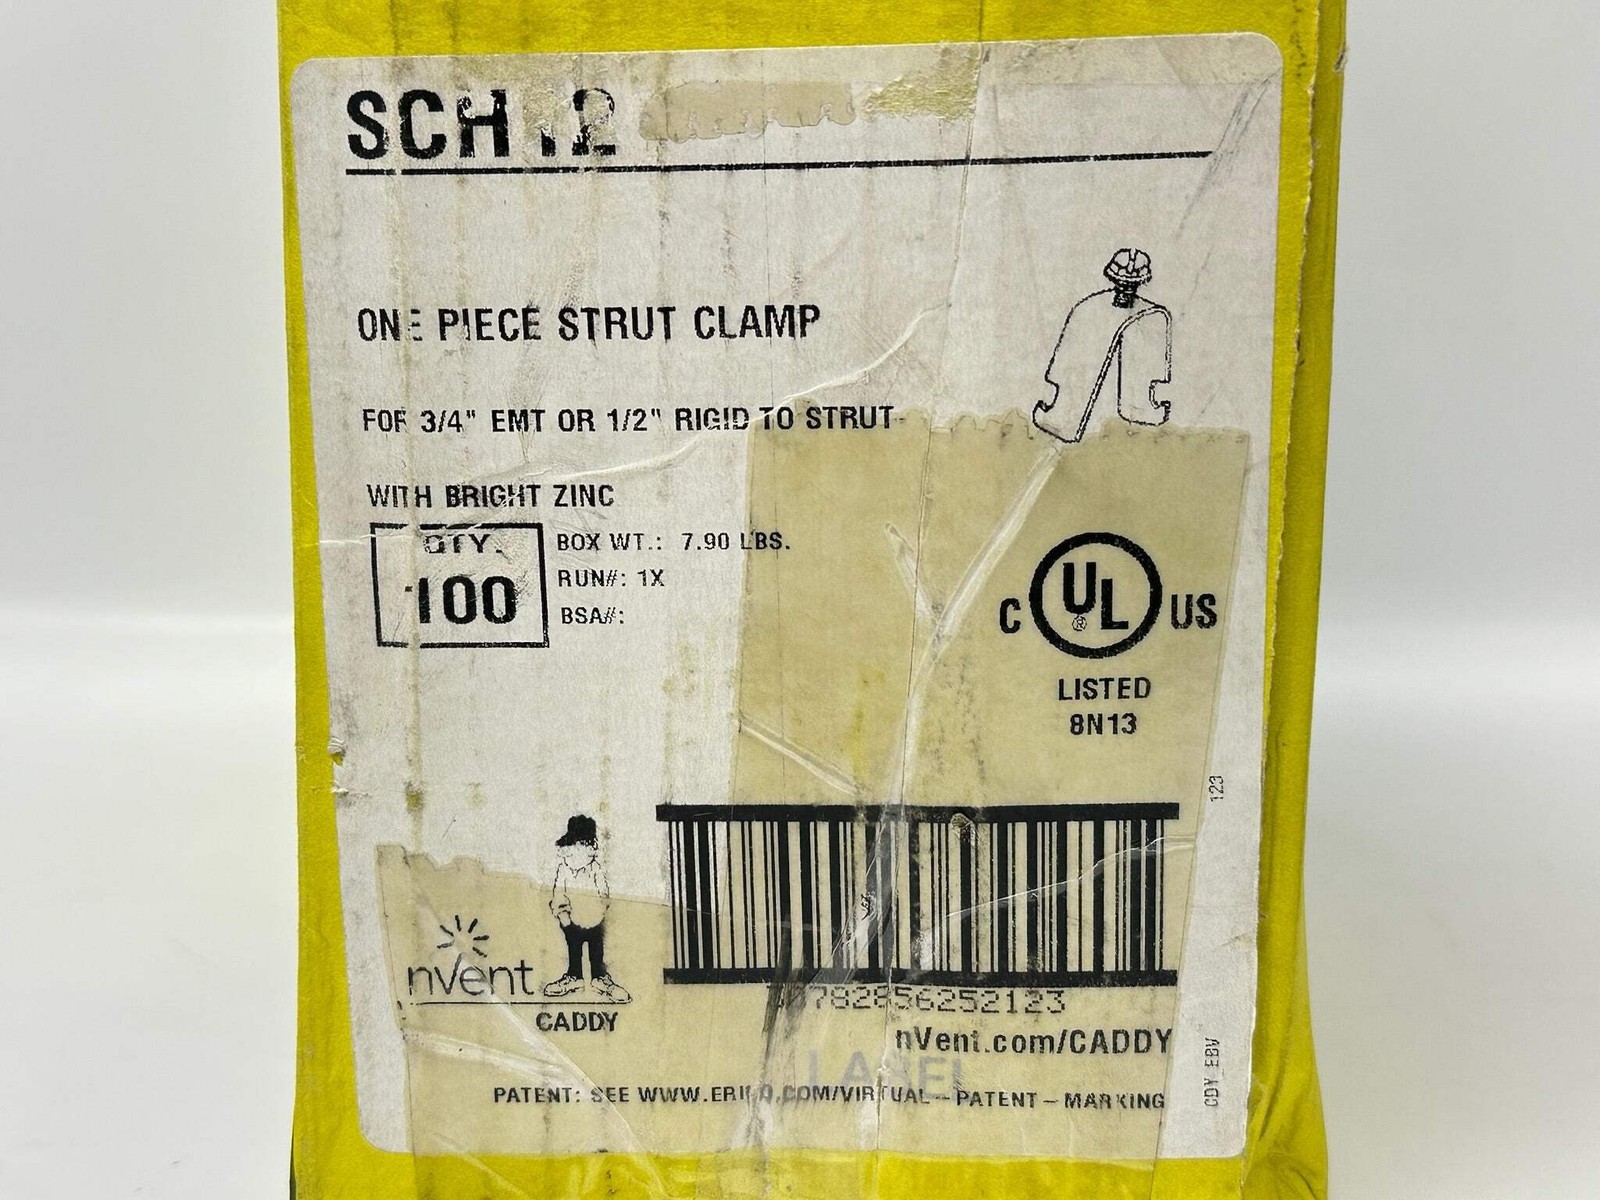 SCH12
ONE PIECE STRUT CLAMP
FOR 3/4" EMT OR 1/2" RIGID TO STRUT
WITH BRIGHT ZINC
QTY.
100
BOX WT.: 7.90 LBS.
RUN#: 1X
BSA#:
C UL® US
LISTED
8N13
123
nVent
CADDY
nVent.com/CADDY
LABEL
PATENT: SEE WWW.ERICO.COM/VIRTUAL-PATENT-MARKING
CDY_EBV